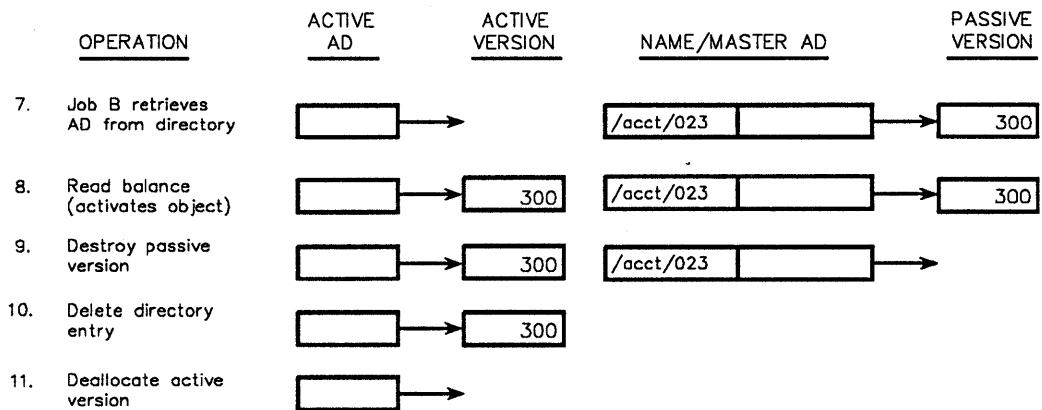 OPERATION ACTIVE AD ACTIVE VERSION NAME/MASTER AD PASSIVE VERSION
7. Job B retrieves AD from directory /acct/023 300
8. Read balance (activates object) 300 /acct/023 300
9. Destroy passive version 300 /acct/023
10. Delete directory entry 300
11. Deallocate active version